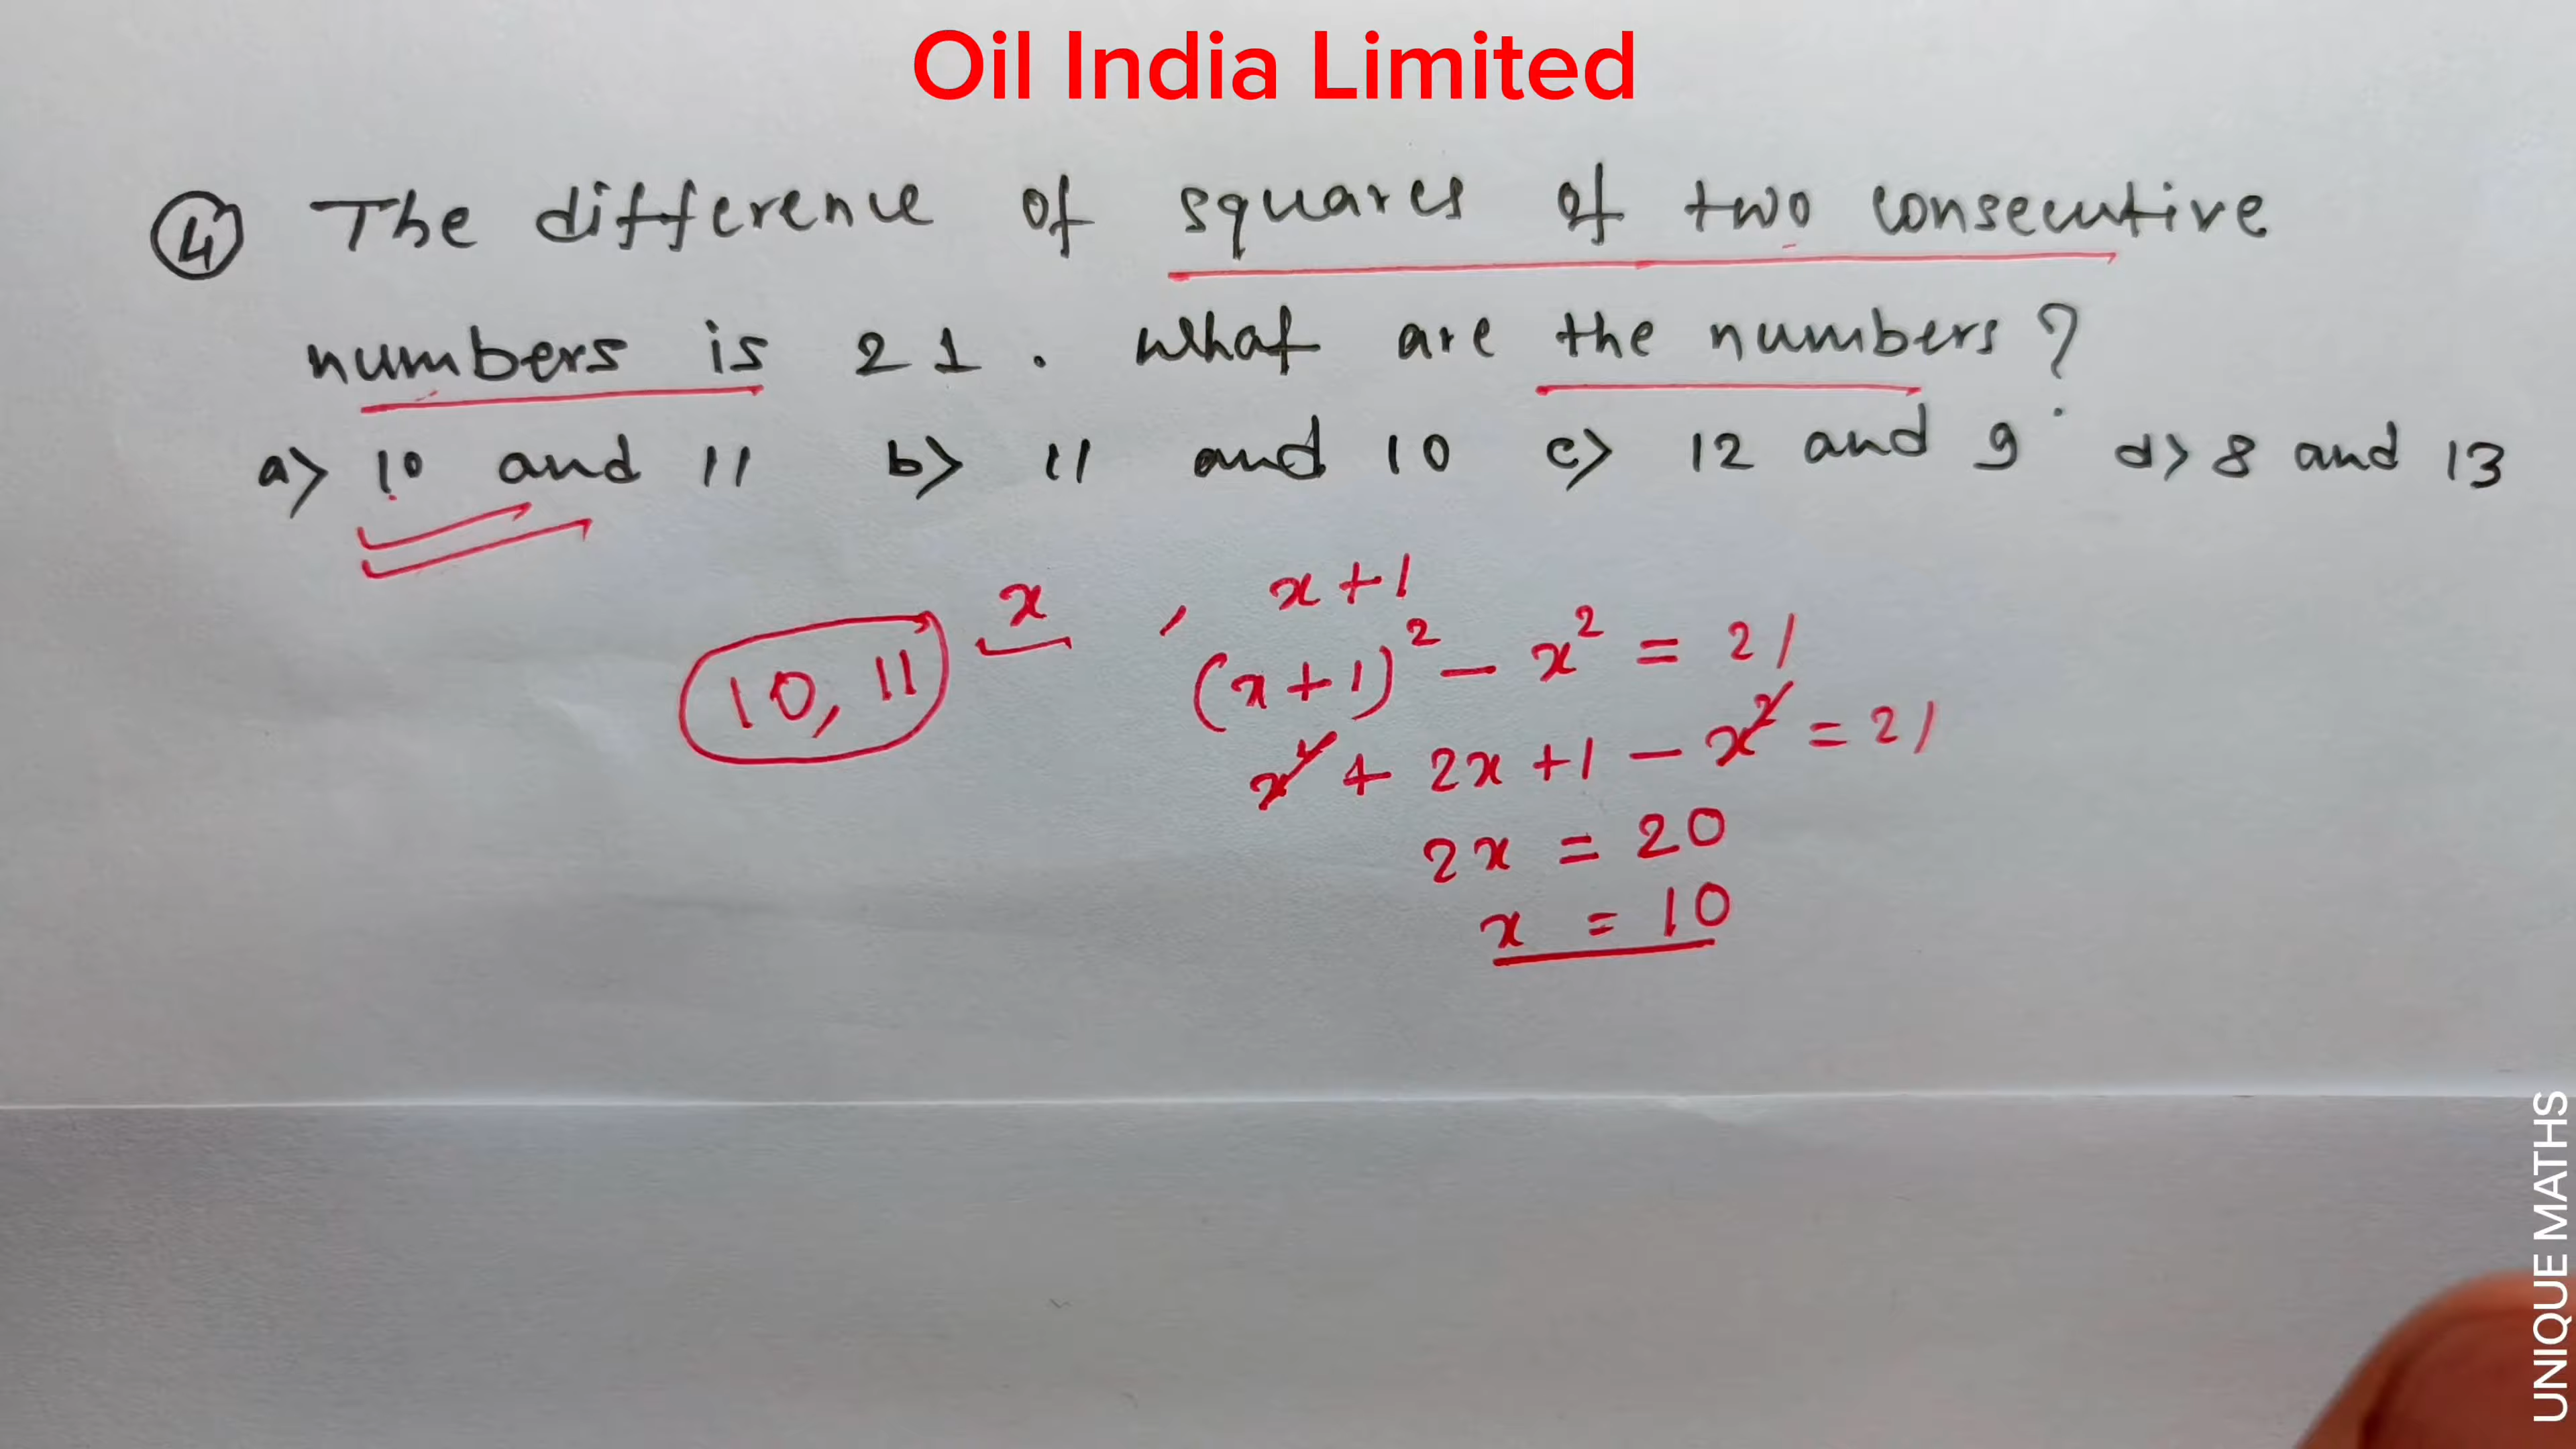 Oil India Limited
④ The difference of squares of two consecutive
numbers is 21. What are the numbers?
a) 10 and 11 b) 11 and 10 c) 12 and 9 d) 8 and 13
x , x+1
10, 11
(x+1)² - x² = 21
x² + 2x +1 - x² = 21
2x = 20
x = 10
UNIQUE MATHS